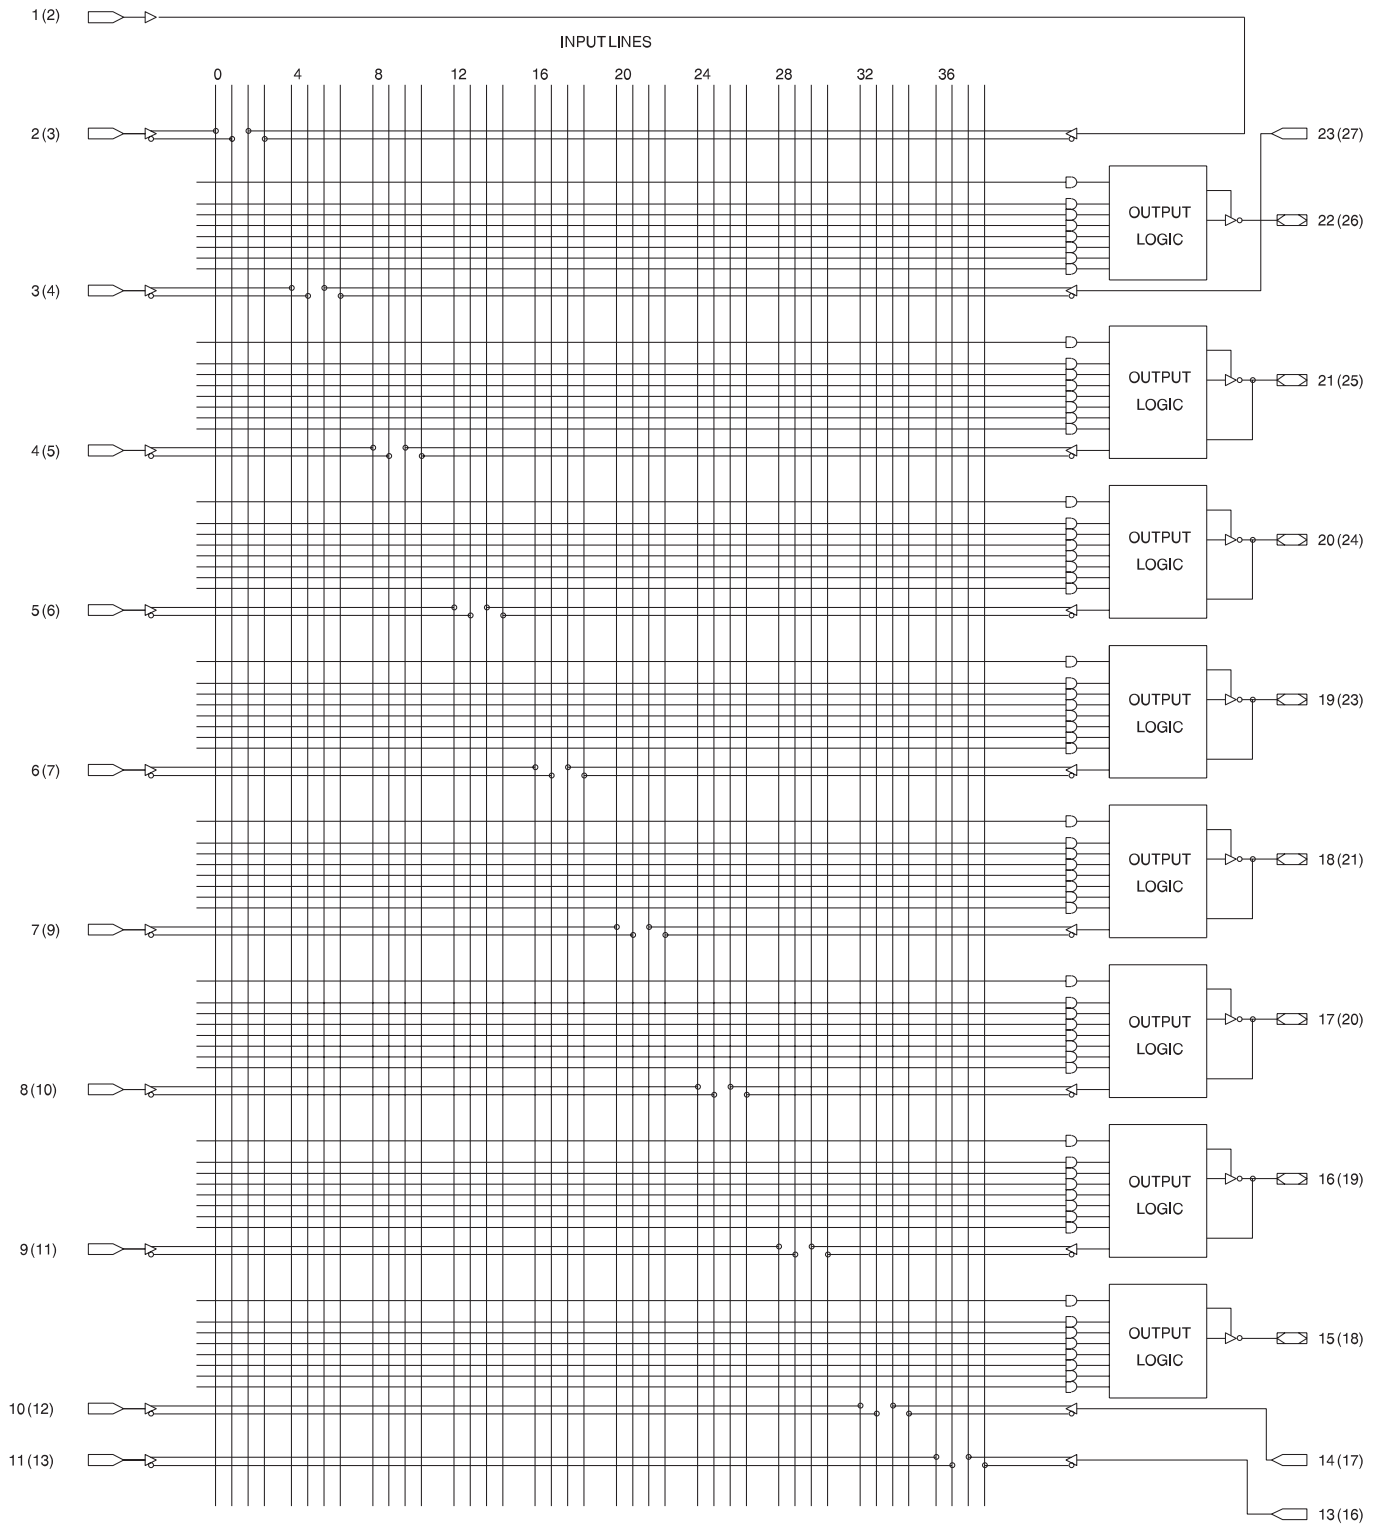 1(2)
INPUT LINES
0 4 8 12 16 20 24 28 32 36
2(3)
23(27)
OUTPUT
LOGIC
22(26)
3(4)
OUTPUT
LOGIC
21(25)
4(5)
OUTPUT
LOGIC
20(24)
5(6)
OUTPUT
LOGIC
19(23)
6(7)
OUTPUT
LOGIC
18(21)
7(9)
OUTPUT
LOGIC
17(20)
8(10)
OUTPUT
LOGIC
16(19)
9(11)
OUTPUT
LOGIC
15(18)
10(12)
11(13)
14(17)
13(16)